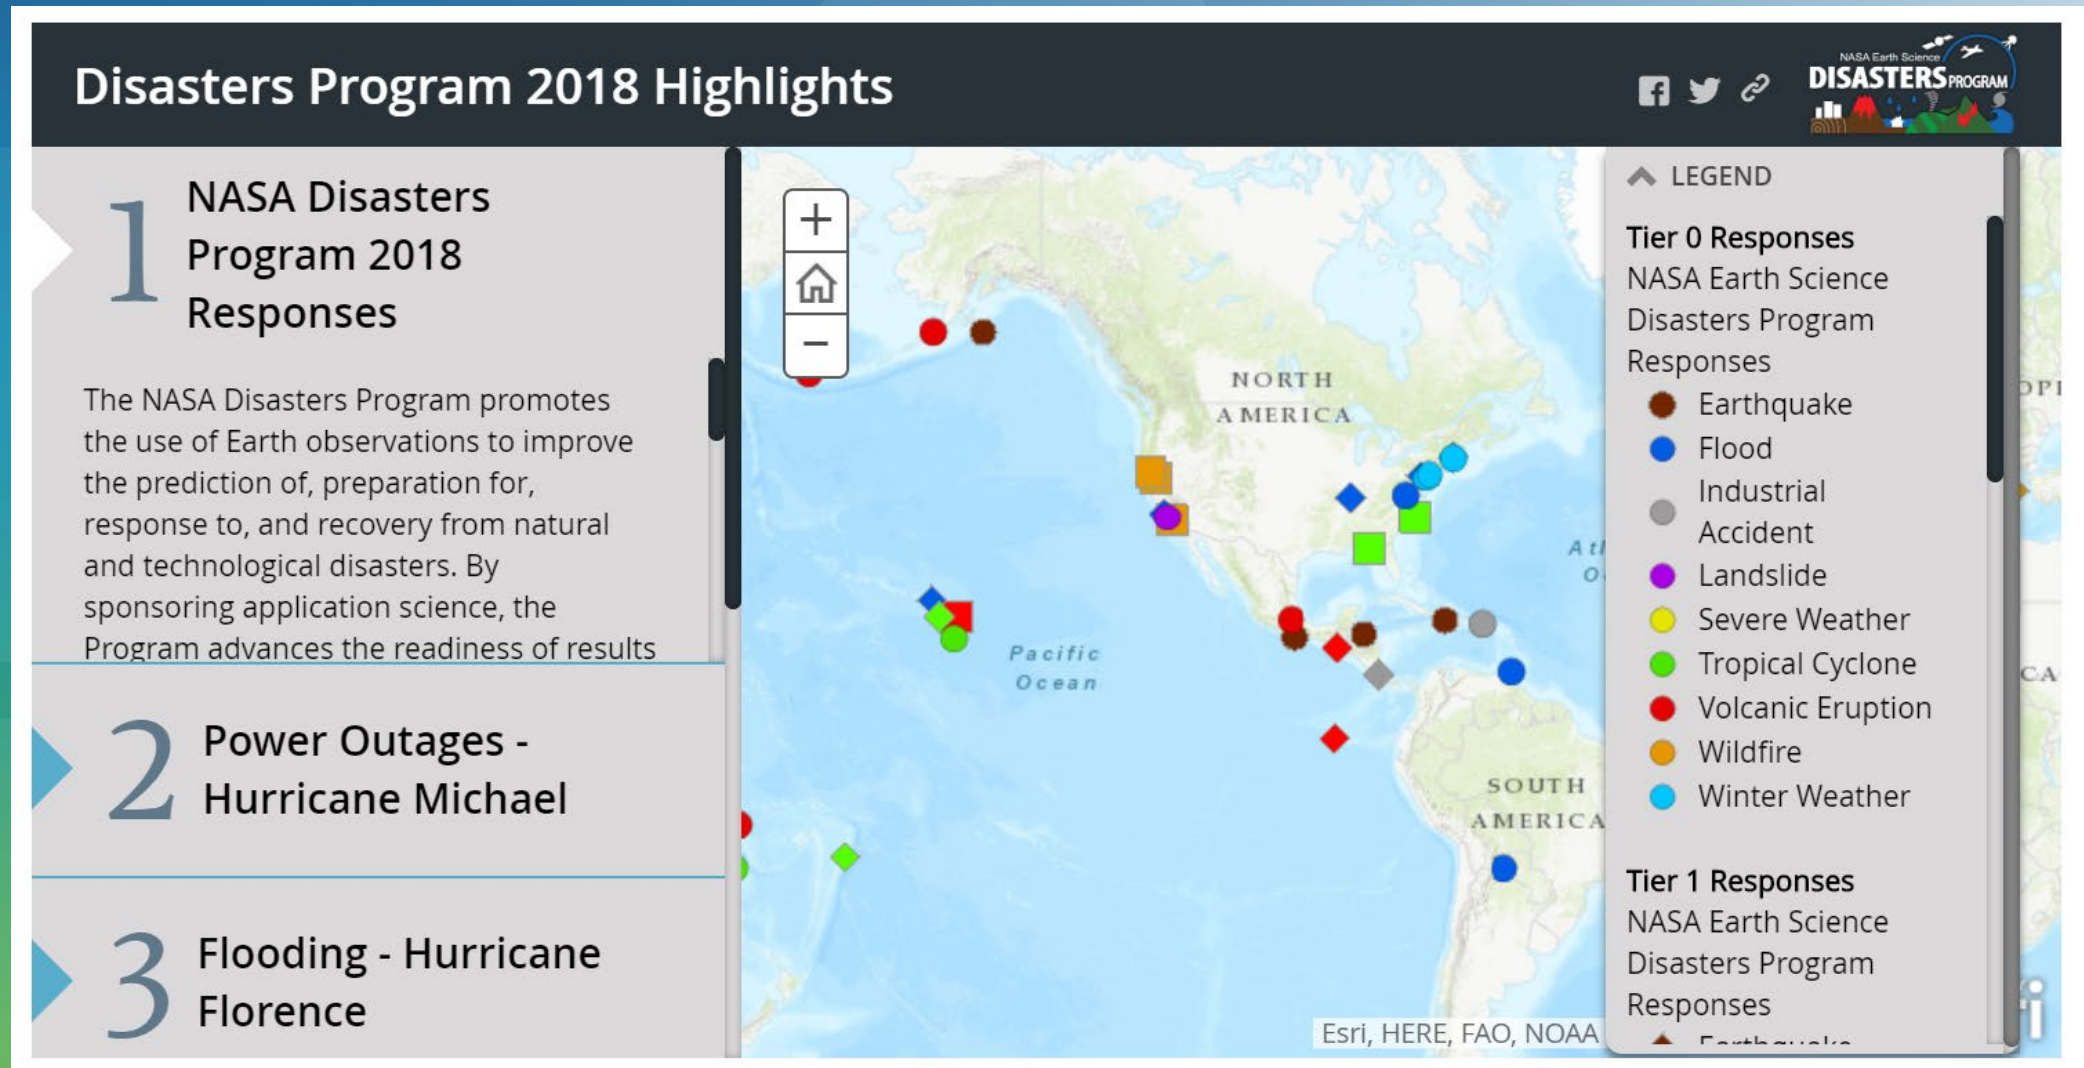 Disasters Program 2018 Highlights
NASA Earth Science
DISASTERS PROGRAM
1
NASA Disasters
Program 2018
Responses
The NASA Disasters Program promotes
the use of Earth observations to improve
the prediction of, preparation for,
response to, and recovery from natural
and technological disasters. By
sponsoring application science, the
Program advances the readiness of results
2
Power Outages -
Hurricane Michael
3
Flooding - Hurricane
Florence
+
−
NORTH
AMERICA
Pacific
Ocean
SOUTH
AMERICA
Esri, HERE, FAO, NOAA
LEGEND
Tier 0 Responses
NASA Earth Science
Disasters Program
Responses
Earthquake
Flood
Industrial
Accident
Landslide
Severe Weather
Tropical Cyclone
Volcanic Eruption
Wildfire
Winter Weather
Tier 1 Responses
NASA Earth Science
Disasters Program
Responses